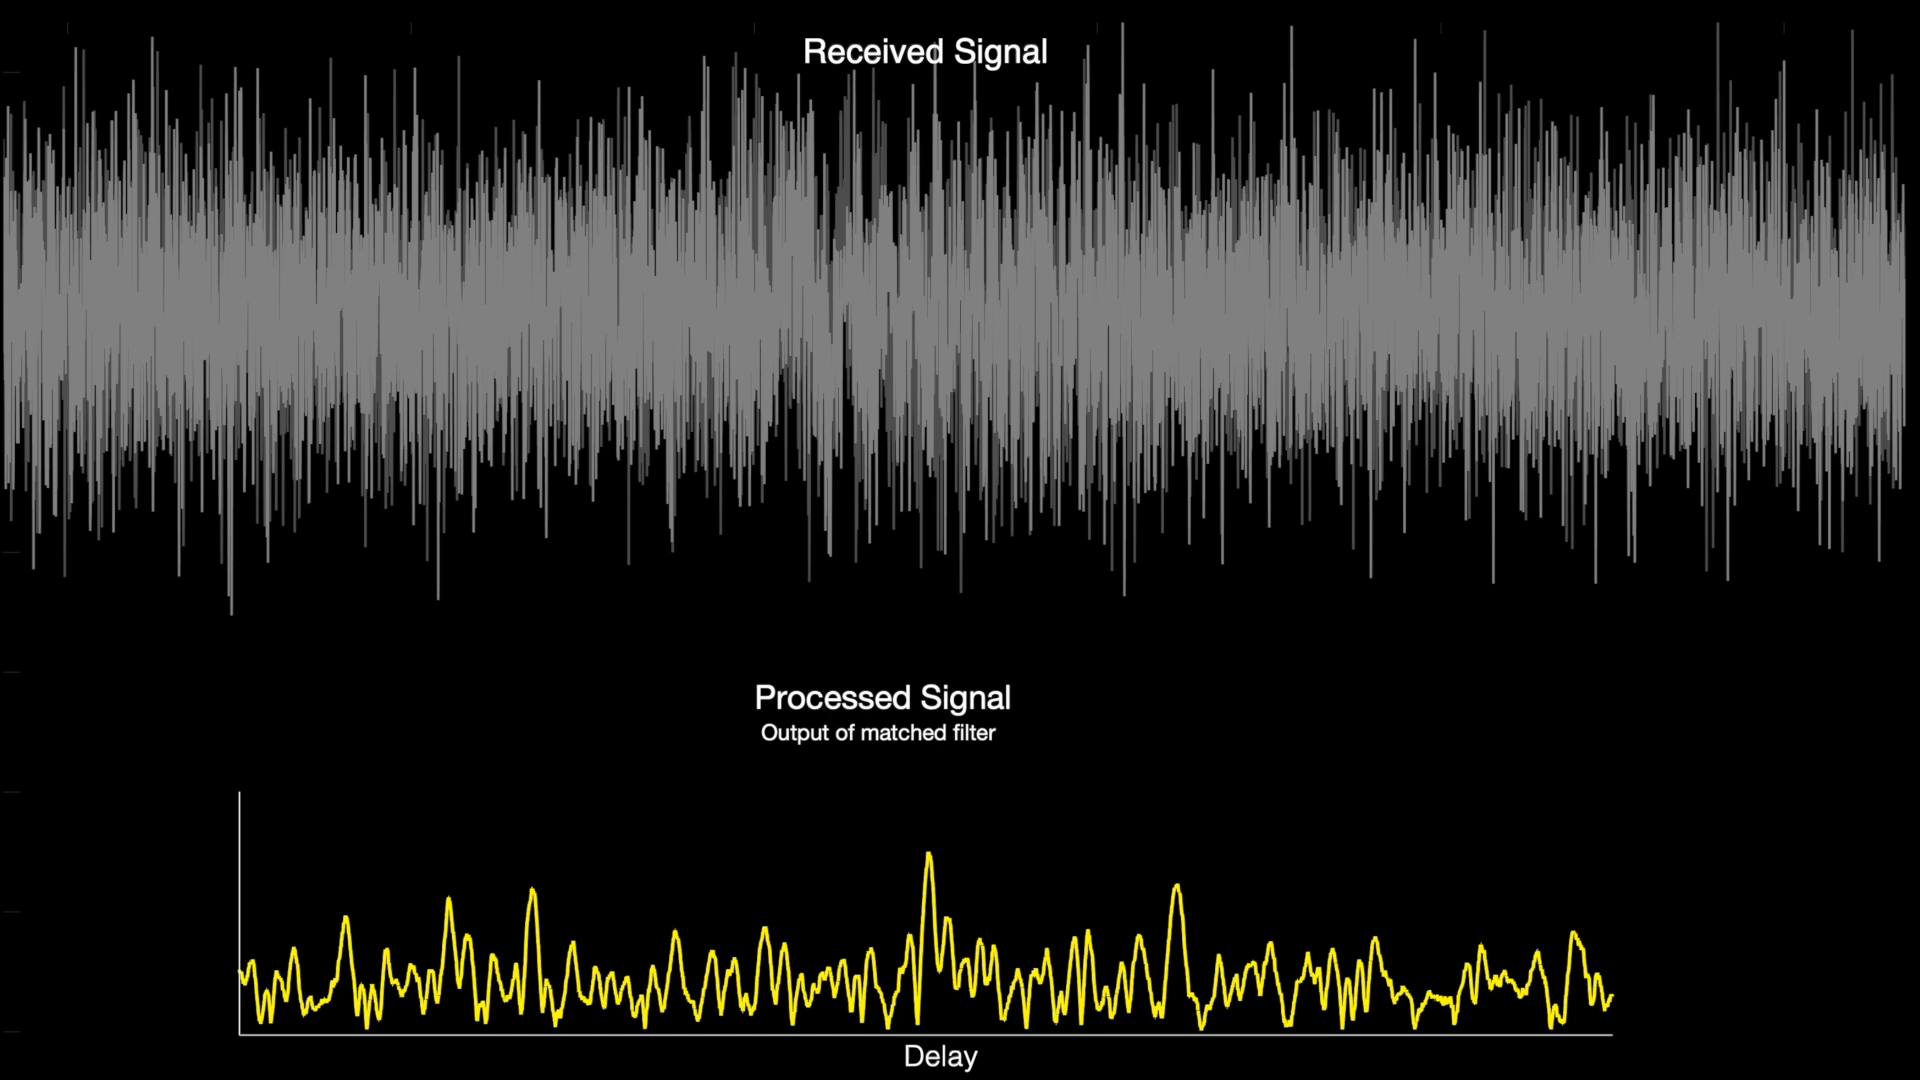 Received Signal
Processed Signal
Output of matched filter
Delay